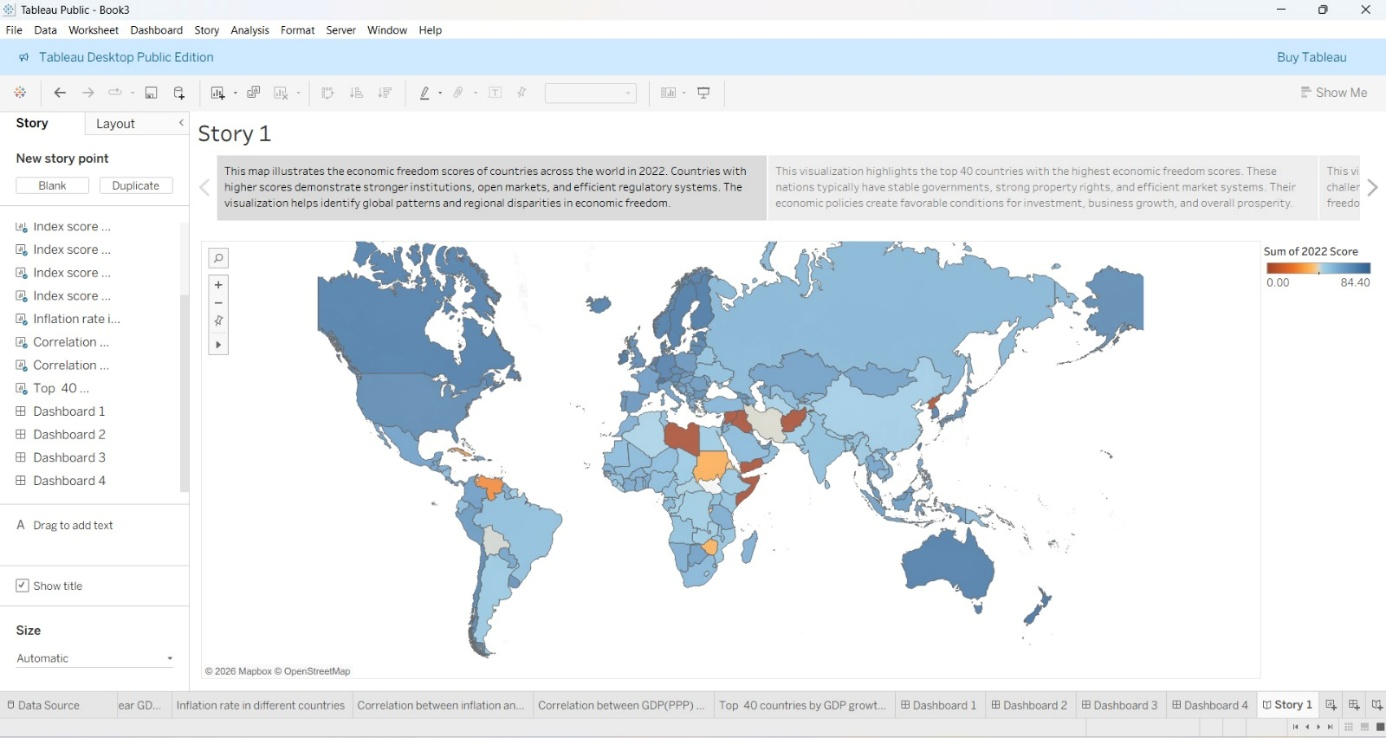 Tableau Public - Book3
File Data Worksheet Dashboard Story Analysis Format Server Window Help
Tableau Desktop Public Edition
Buy Tableau
Show Me
Story Layout
New story point
Blank Duplicate
Index score ...
Index score ...
Index score ...
Index score ...
Inflation rate i...
Correlation ...
Correlation ...
Top 40 ...
Dashboard 1
Dashboard 2
Dashboard 3
Dashboard 4
A Drag to add text
Show title
Size
Automatic
Story 1
This map illustrates the economic freedom scores of countries across the world in 2022. Countries with
higher scores demonstrate stronger institutions, open markets, and efficient regulatory systems. The
visualization helps identify global patterns and regional disparities in economic freedom.
This visualization highlights the top 40 countries with the highest economic freedom scores. These
nations typically have stable governments, strong property rights, and efficient market systems. Their
economic policies create favorable conditions for investment, business growth, and overall prosperity.
This vi
challer
freedo
Sum of 2022 Score
0.00 84.40
© 2026 Mapbox © OpenStreetMap
Data Source ear GD... Inflation rate in different countries Correlation between inflation an... Correlation between GDP(PPP) ... Top 40 countries by GDP growt... Dashboard 1 Dashboard 2 Dashboard 3 Dashboard 4 Story 1